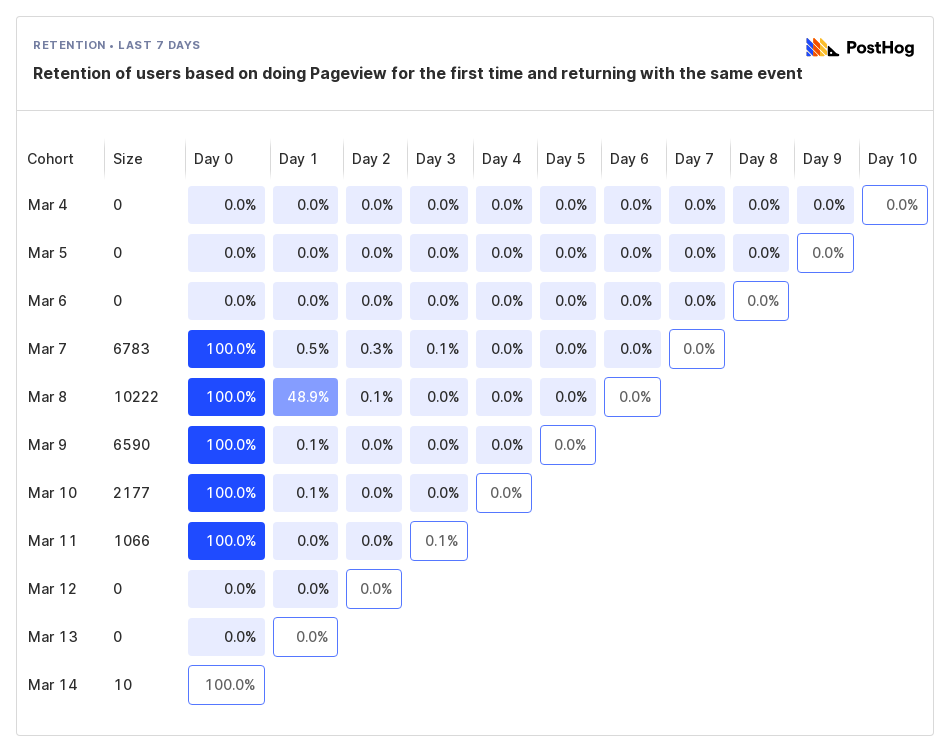 RETENTION • LAST 7 DAYS
PostHog
Retention of users based on doing Pageview for the first time and returning with the same event
Cohort Size Day 0 Day 1 Day 2 Day 3 Day 4 Day 5 Day 6 Day 7 Day 8 Day 9 Day 10
Mar 4 0 0.0% 0.0% 0.0% 0.0% 0.0% 0.0% 0.0% 0.0% 0.0% 0.0% 0.0%
Mar 5 0 0.0% 0.0% 0.0% 0.0% 0.0% 0.0% 0.0% 0.0% 0.0% 0.0%
Mar 6 0 0.0% 0.0% 0.0% 0.0% 0.0% 0.0% 0.0% 0.0% 0.0%
Mar 7 6783 100.0% 0.5% 0.3% 0.1% 0.0% 0.0% 0.0% 0.0%
Mar 8 10222 100.0% 48.9% 0.1% 0.0% 0.0% 0.0% 0.0%
Mar 9 6590 100.0% 0.1% 0.0% 0.0% 0.0% 0.0%
Mar 10 2177 100.0% 0.1% 0.0% 0.0% 0.0%
Mar 11 1066 100.0% 0.0% 0.0% 0.1%
Mar 12 0 0.0% 0.0% 0.0%
Mar 13 0 0.0% 0.0%
Mar 14 10 100.0%